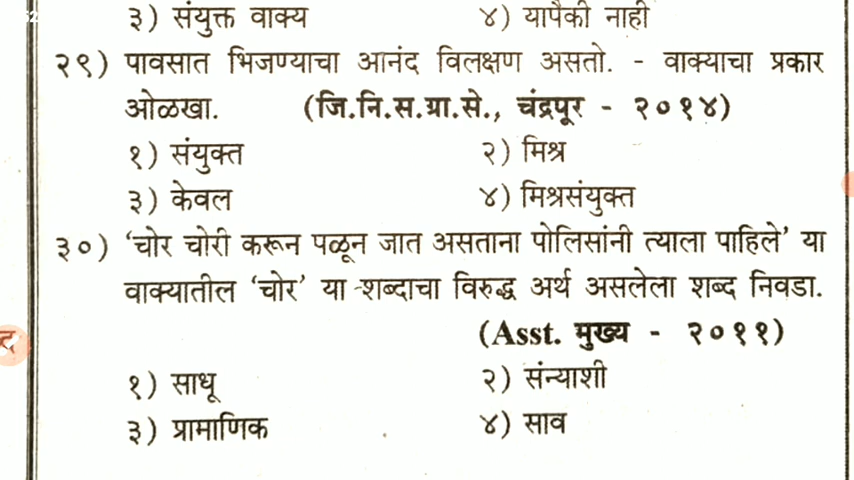 ३) संयुक्त वाक्य ४) यापैकी नाही
२९) पावसात भिजण्याचा आनंद विलक्षण असतो. - वाक्याचा प्रकार
ओळखा. (जि.नि.स.ग्रा.से., चंद्रपूर - २०१४)
१) संयुक्त २) मिश्र
३) केवल ४) मिश्रसंयुक्त
३०) ‘चोर चोरी करून पळून जात असताना पोलिसांनी त्याला पाहिले’ या
वाक्यातील ‘चोर’ या शब्दाचा विरुद्ध अर्थ असलेला शब्द निवडा.
(Asst. मुख्य - २०११)
१) साधू २) संन्याशी
३) प्रामाणिक ४) साव